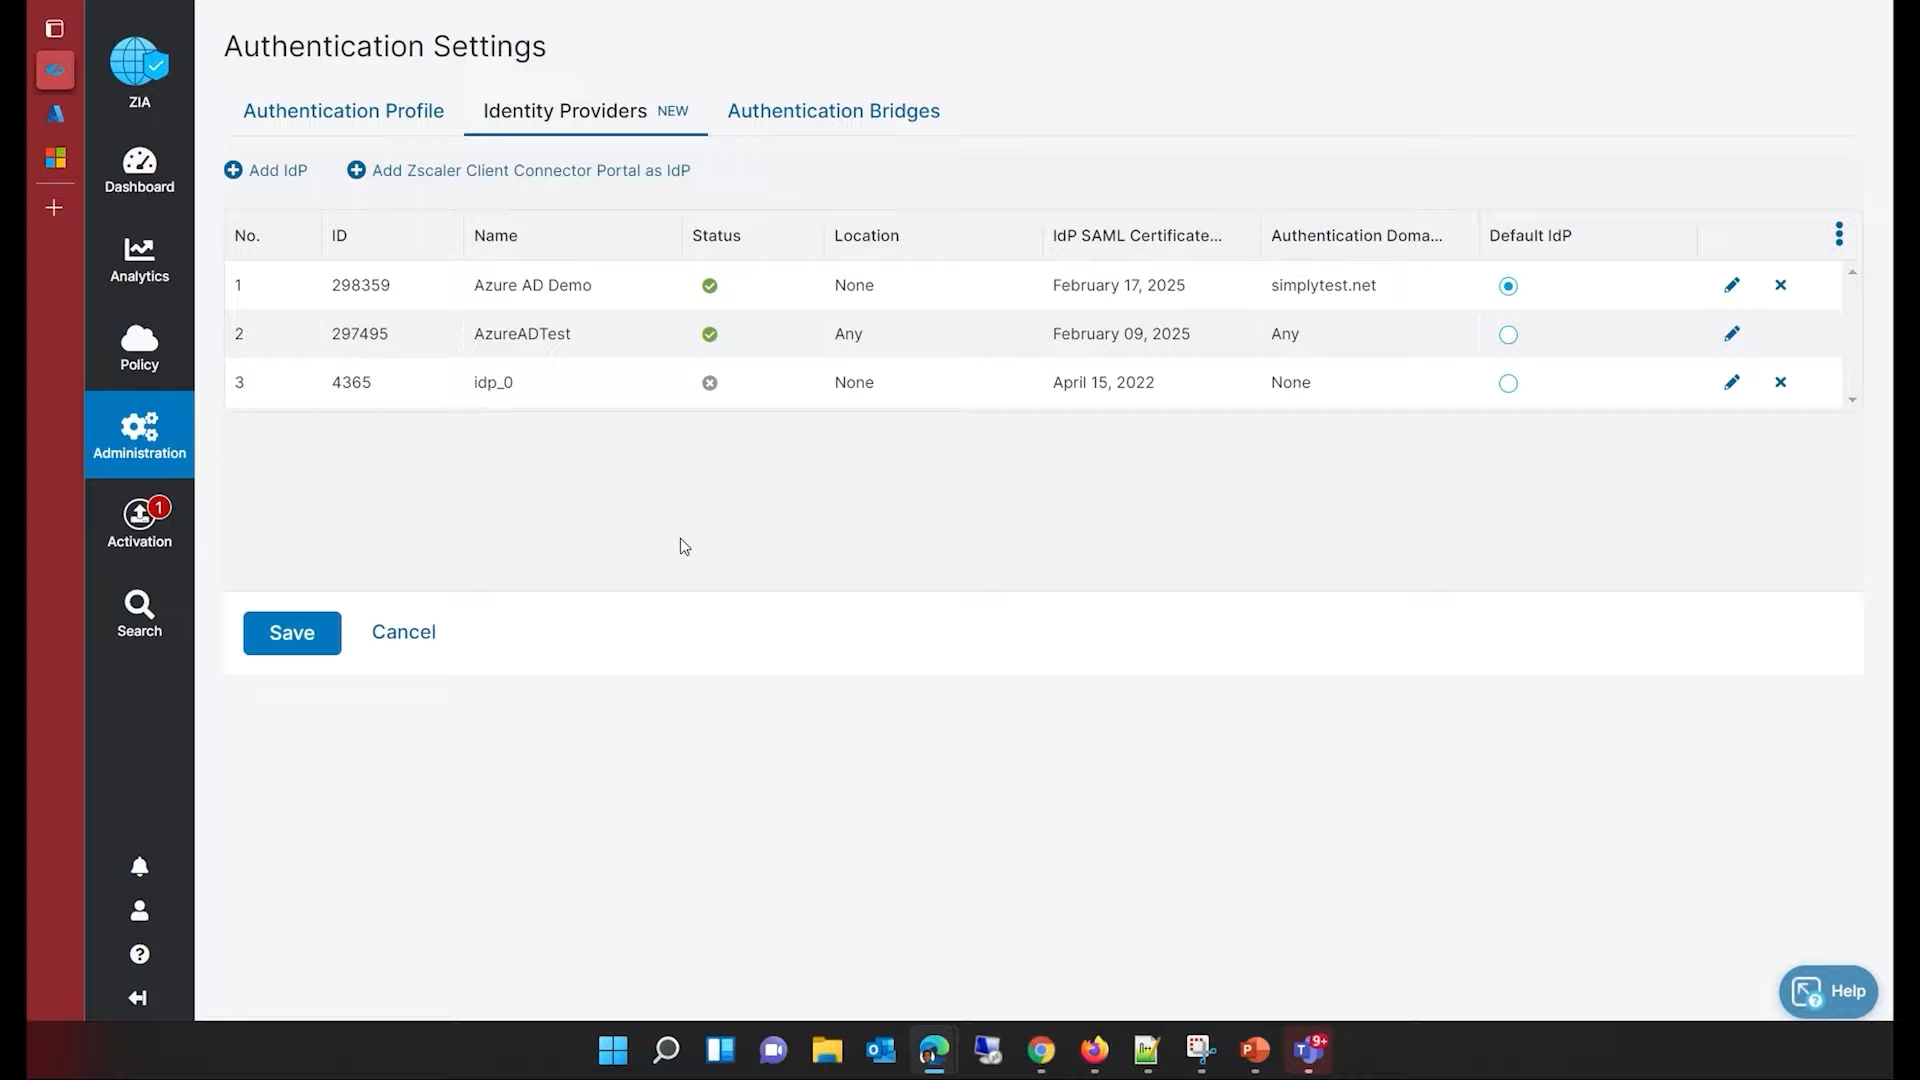 Authentication Settings
ZIA
Authentication Profile Identity Providers NEW Authentication Bridges
Add IdP Add Zscaler Client Connector Portal as IdP
Dashboard
No. ID Name Status Location IdP SAML Certificate... Authentication Doma... Default IdP
Analytics
1 298359 Azure AD Demo None February 17, 2025 simplytest.net
2 297495 AzureADTest Any February 09, 2025 Any
Policy
3 4365 idp_0 None April 15, 2022 None
Administration
1
Activation
Search
Save Cancel
Help
9+